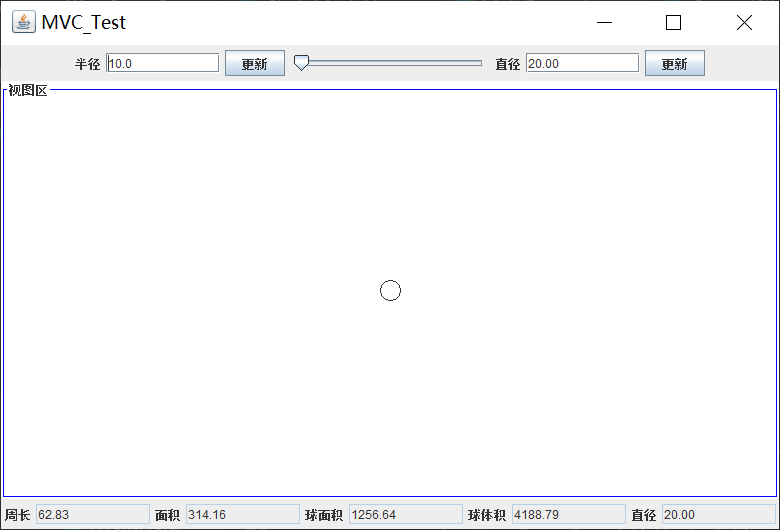 MVC_Test
半径 10.0 更新 直径 20.00 更新
视图区
周长 62.83 面积 314.16 球面积 1256.64 球体积 4188.79 直径 20.00